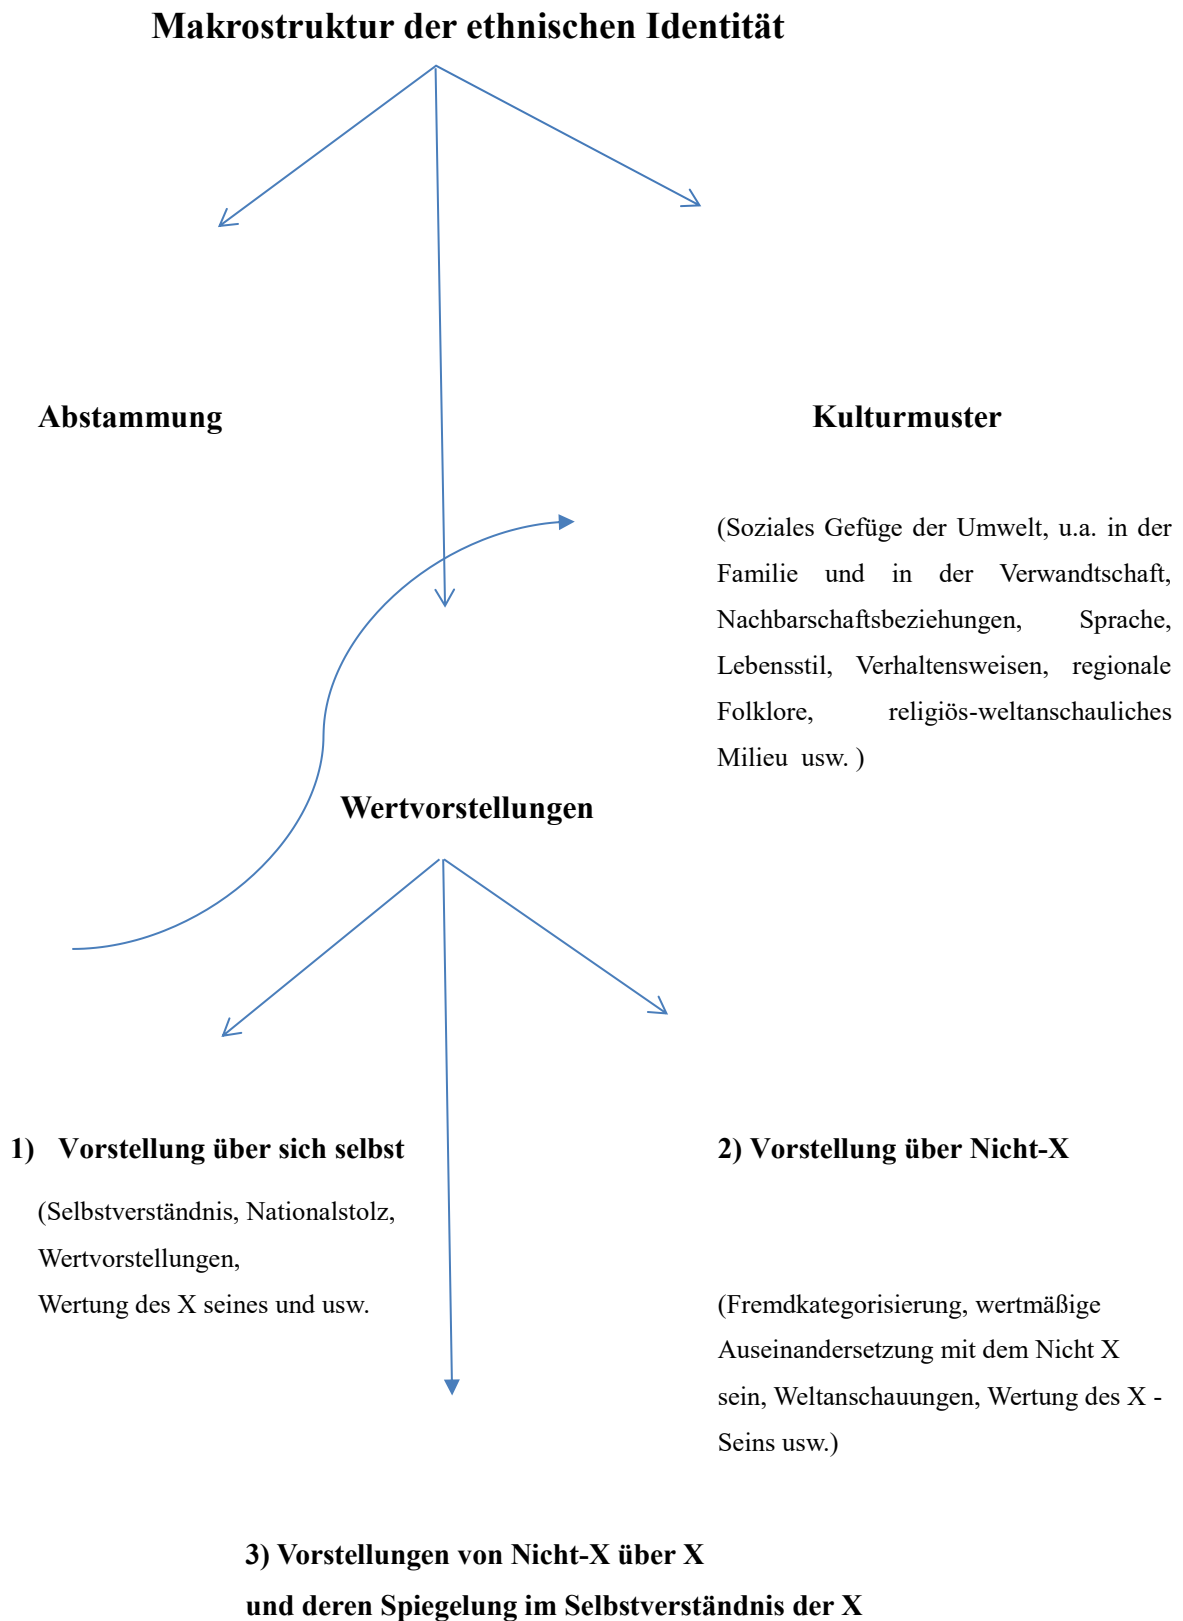 Makrostruktur der ethnischen Identität
Abstammung
Kulturmuster
(Soziales Gefüge der Umwelt, u.a. in der
Familie und in der Verwandtschaft,
Nachbarschaftsbeziehungen, Sprache,
Lebensstil, Verhaltensweisen, regionale
Folklore, religiös-weltanschauliches
Milieu usw. )
Wertvorstellungen
1) Vorstellung über sich selbst
(Selbstverständnis, Nationalstolz,
Wertvorstellungen,
Wertung des X seines und usw.
2) Vorstellung über Nicht-X
(Fremdkategorisierung, wertmäßige
Auseinandersetzung mit dem Nicht X
sein, Weltanschauungen, Wertung des X -
Seins usw.)
3) Vorstellungen von Nicht-X über X
und deren Spiegelung im Selbstverständnis der X